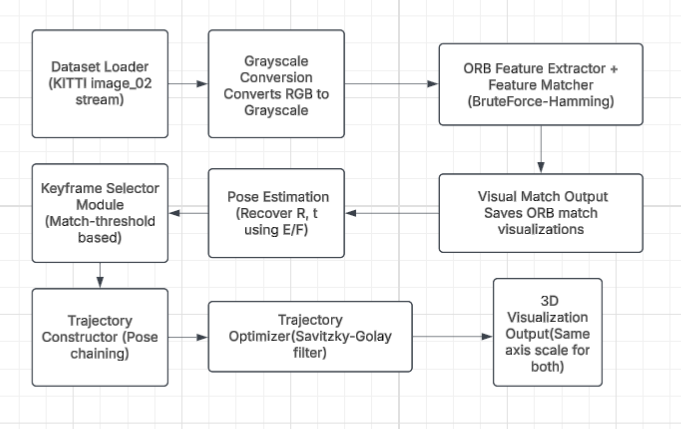 Dataset Loader
(KITTI image_02
stream)
Grayscale
Conversion
Converts RGB to
Grayscale
ORB Feature Extractor +
Feature Matcher
(BruteForce-Hamming)
Keyframe Selector
Module
(Match-threshold
based)
Pose Estimation
(Recover R, t
using E/F)
Visual Match Output
Saves ORB match
visualizations
Trajectory
Constructor (Pose
chaining)
Trajectory
Optimizer(Savitzky-Golay
filter)
3D
Visualization
Output(Same
axis scale for
both)